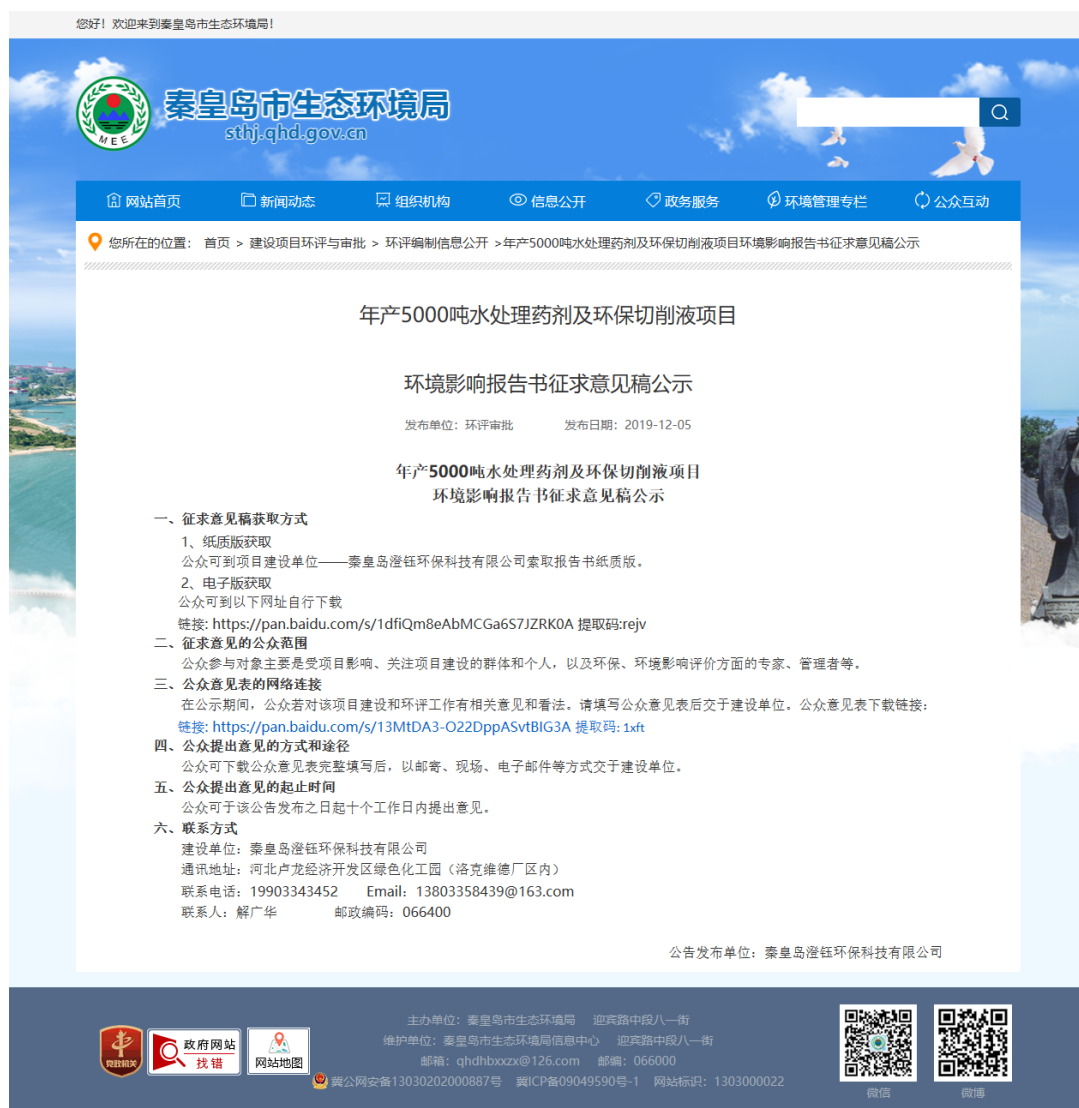 您好！欢迎来到秦皇岛市生态环境局！
MEE
秦皇岛市生态环境局
sthj.qhd.gov.cn
网站首页 新闻动态 组织机构 信息公开 政务服务 环境管理专栏 公众互动
您所在的位置： 首页 > 建设项目环评与审批 > 环评编制信息公开 >年产5000吨水处理药剂及环保切削液项目环境影响报告书征求意见稿公示
年产5000吨水处理药剂及环保切削液项目
环境影响报告书征求意见稿公示
发布单位：环评审批 发布日期：2019-12-05
年产5000吨水处理药剂及环保切削液项目
环境影响报告书征求意见稿公示
一、征求意见稿获取方式
1、纸质版获取
公众可到项目建设单位——秦皇岛澄钰环保科技有限公司索取报告书纸质版。
2、电子版获取
公众可到以下网址自行下载
链接: https://pan.baidu.com/s/1dfiQm8eAbMCGa6S7JZRK0A 提取码:rejv
二、征求意见的公众范围
公众参与对象主要是受项目影响、关注项目建设的群体和个人，以及环保、环境影响评价方面的专家、管理者等。
三、公众意见表的网络连接
在公示期间，公众若对该项目建设和环评工作有相关意见和看法。请填写公众意见表后交于建设单位。公众意见表下载链接：
链接: https://pan.baidu.com/s/13MtDA3-O22DppASvtBIG3A 提取码: 1xft
四、公众提出意见的方式和途径
公众可下载公众意见表完整填写后，以邮寄、现场、电子邮件等方式交于建设单位。
五、公众提出意见的起止时间
公众可于该公告发布之日起十个工作日内提出意见。
六、联系方式
建设单位：秦皇岛澄钰环保科技有限公司
通讯地址：河北卢龙经济开发区绿色化工园（洛克维德厂区内）
联系电话：19903343452 Email：13803358439@163.com
联系人：解广华 邮政编码：066400
公告发布单位：秦皇岛澄钰环保科技有限公司
党政机关
政府网站
找错
网站地图
主办单位：秦皇岛市生态环境局 迎宾路中段八一街
维护单位：秦皇岛市生态环境局信息中心 迎宾路中段八一街
邮箱：qhdhbxxzx@126.com 邮编：066000
冀公网安备13030202000887号 冀ICP备09049590号-1 网站标识：1303000022
微信
微博